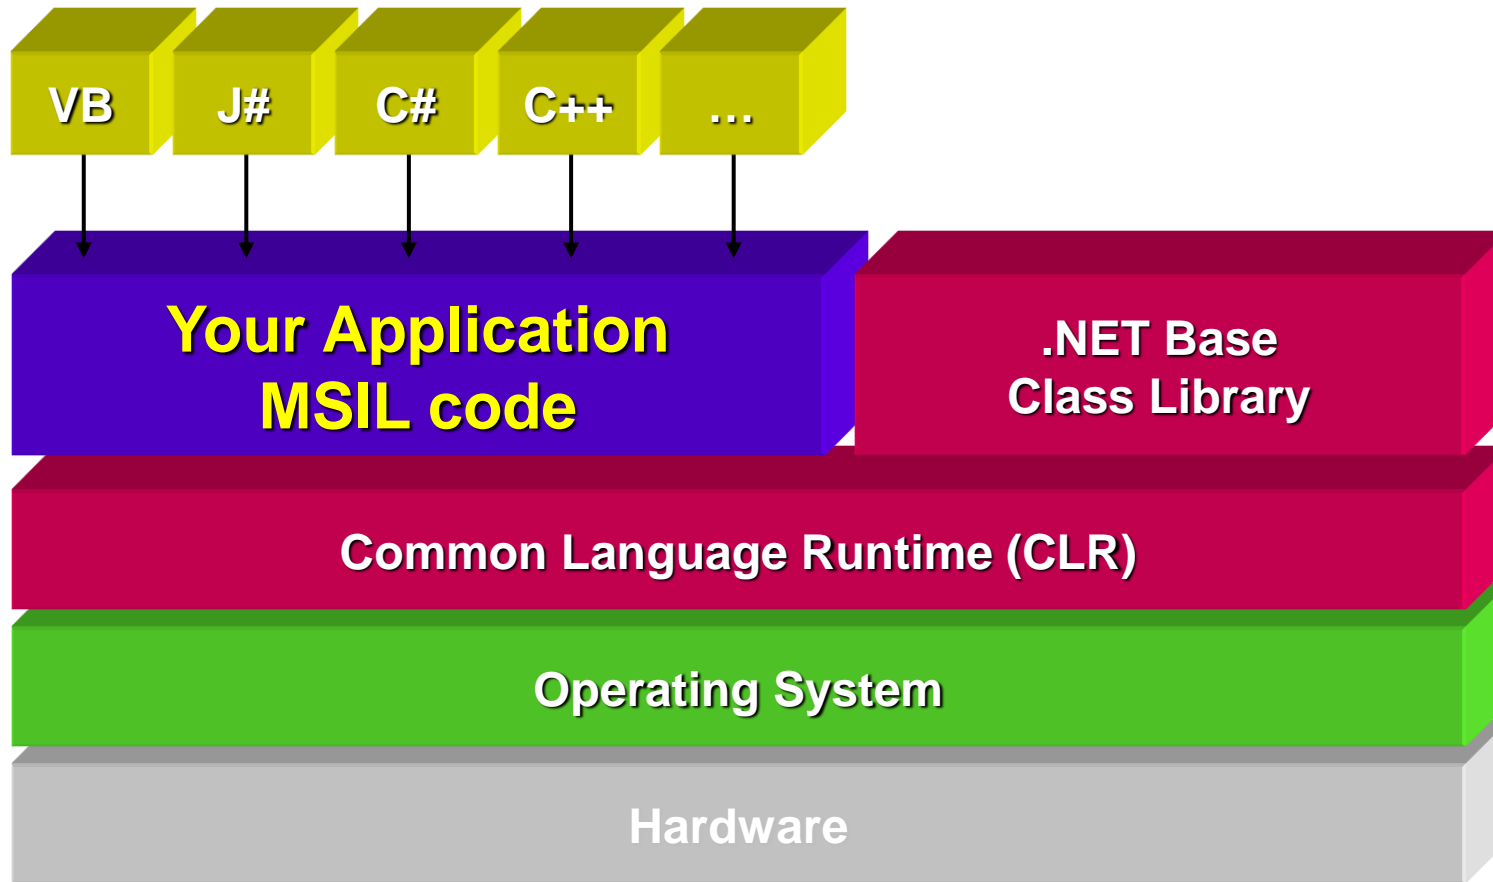 VB
J#
C#
C++
…
Your Application
MSIL code
.NET Base
Class Library
Common Language Runtime (CLR)
Operating System
Hardware